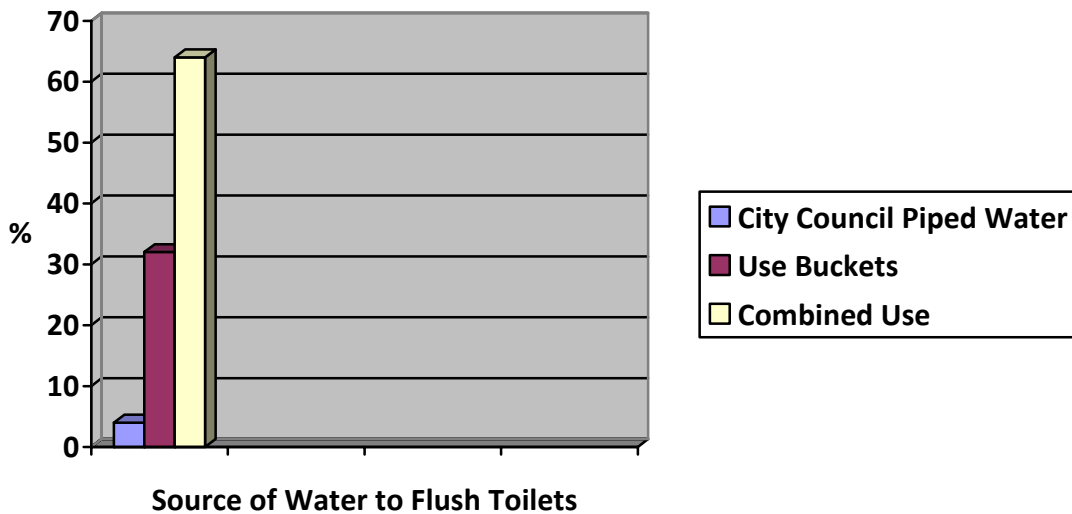 70
60
50
40
%
30
20
10
0
City Council Piped Water
Use Buckets
Combined Use
Source of Water to Flush Toilets